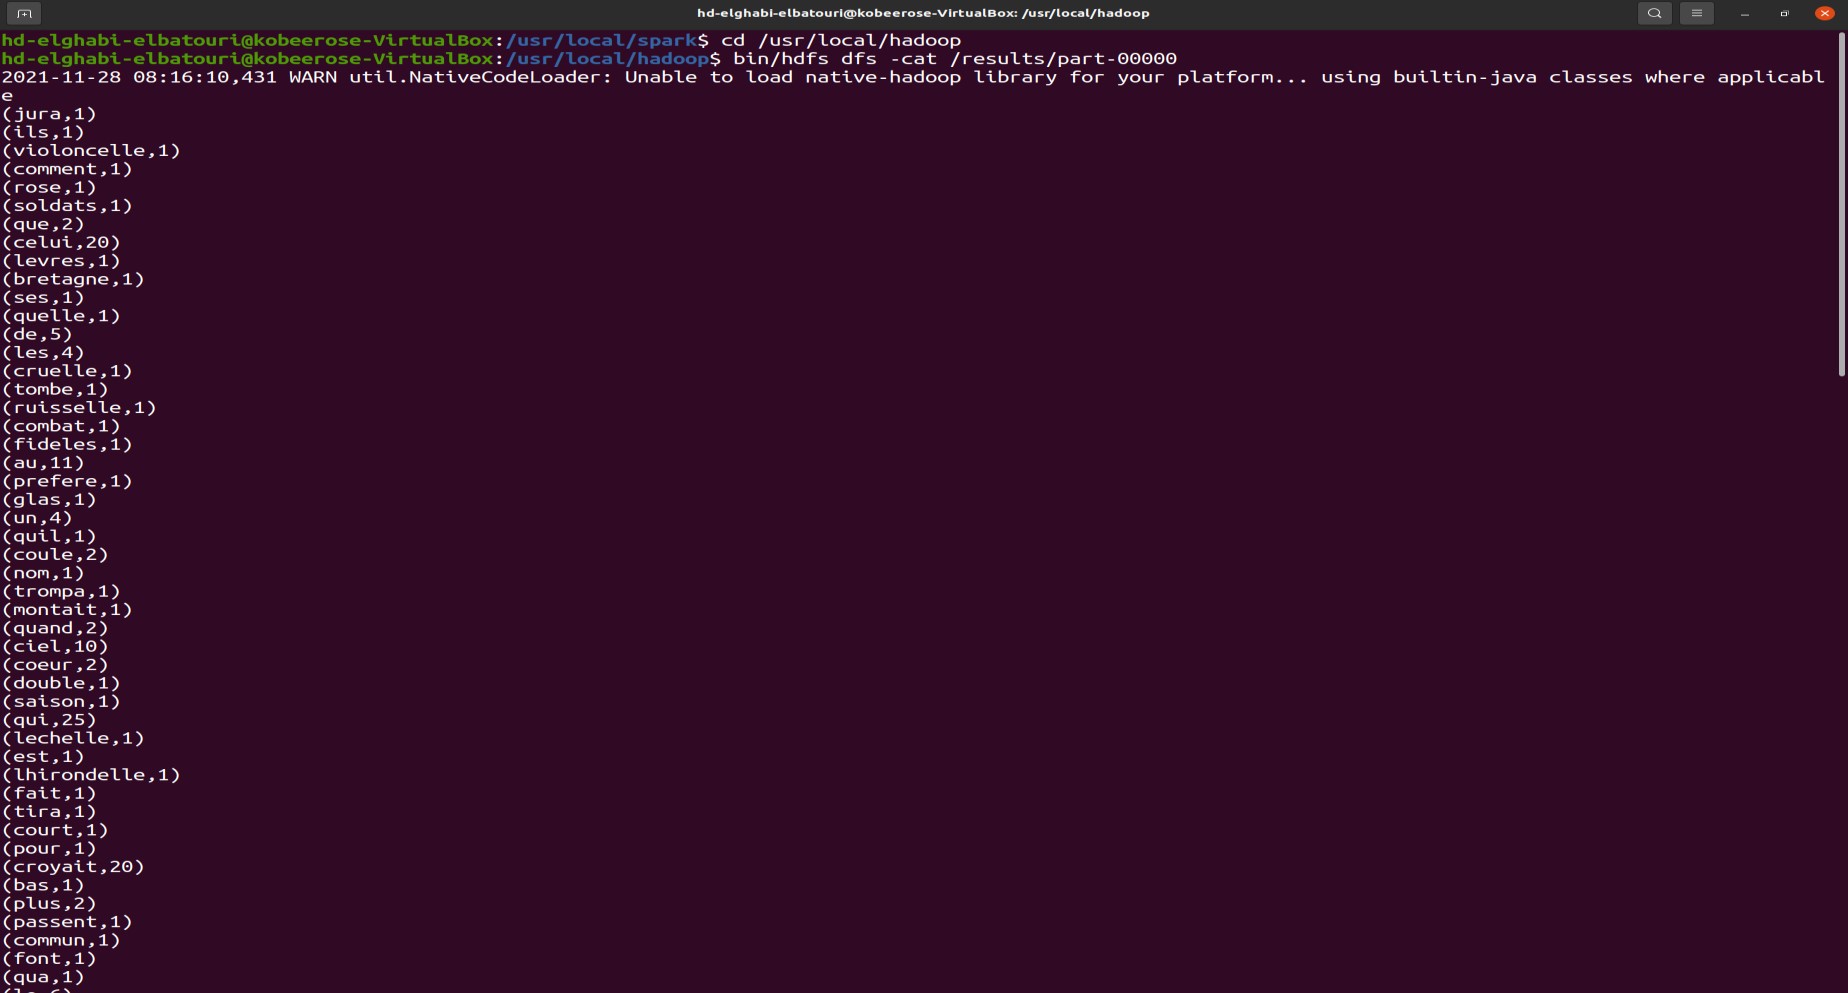 hd-elghabi-elbatouri@kobeerose-VirtualBox: /usr/local/hadoop
hd-elghabi-elbatouri@kobeerose-VirtualBox:/usr/local/spark$ cd /usr/local/hadoop
hd-elghabi-elbatouri@kobeerose-VirtualBox:/usr/local/hadoop$ bin/hdfs dfs -cat /results/part-00000
2021-11-28 08:16:10,431 WARN util.NativeCodeLoader: Unable to load native-hadoop library for your platform... using builtin-java classes where applicabl
e
(jura,1)
(ils,1)
(violoncelle,1)
(comment,1)
(rose,1)
(soldats,1)
(que,2)
(celui,20)
(levres,1)
(bretagne,1)
(ses,1)
(quelle,1)
(de,5)
(les,4)
(cruelle,1)
(tombe,1)
(ruisselle,1)
(combat,1)
(fideles,1)
(au,11)
(prefere,1)
(glas,1)
(un,4)
(quil,1)
(coule,2)
(nom,1)
(trompa,1)
(montait,1)
(quand,2)
(ciel,10)
(coeur,2)
(double,1)
(saison,1)
(qui,25)
(lechelle,1)
(est,1)
(lhirondelle,1)
(fait,1)
(tira,1)
(court,1)
(pour,1)
(croyait,20)
(bas,1)
(plus,2)
(passent,1)
(commun,1)
(font,1)
(qua,1)